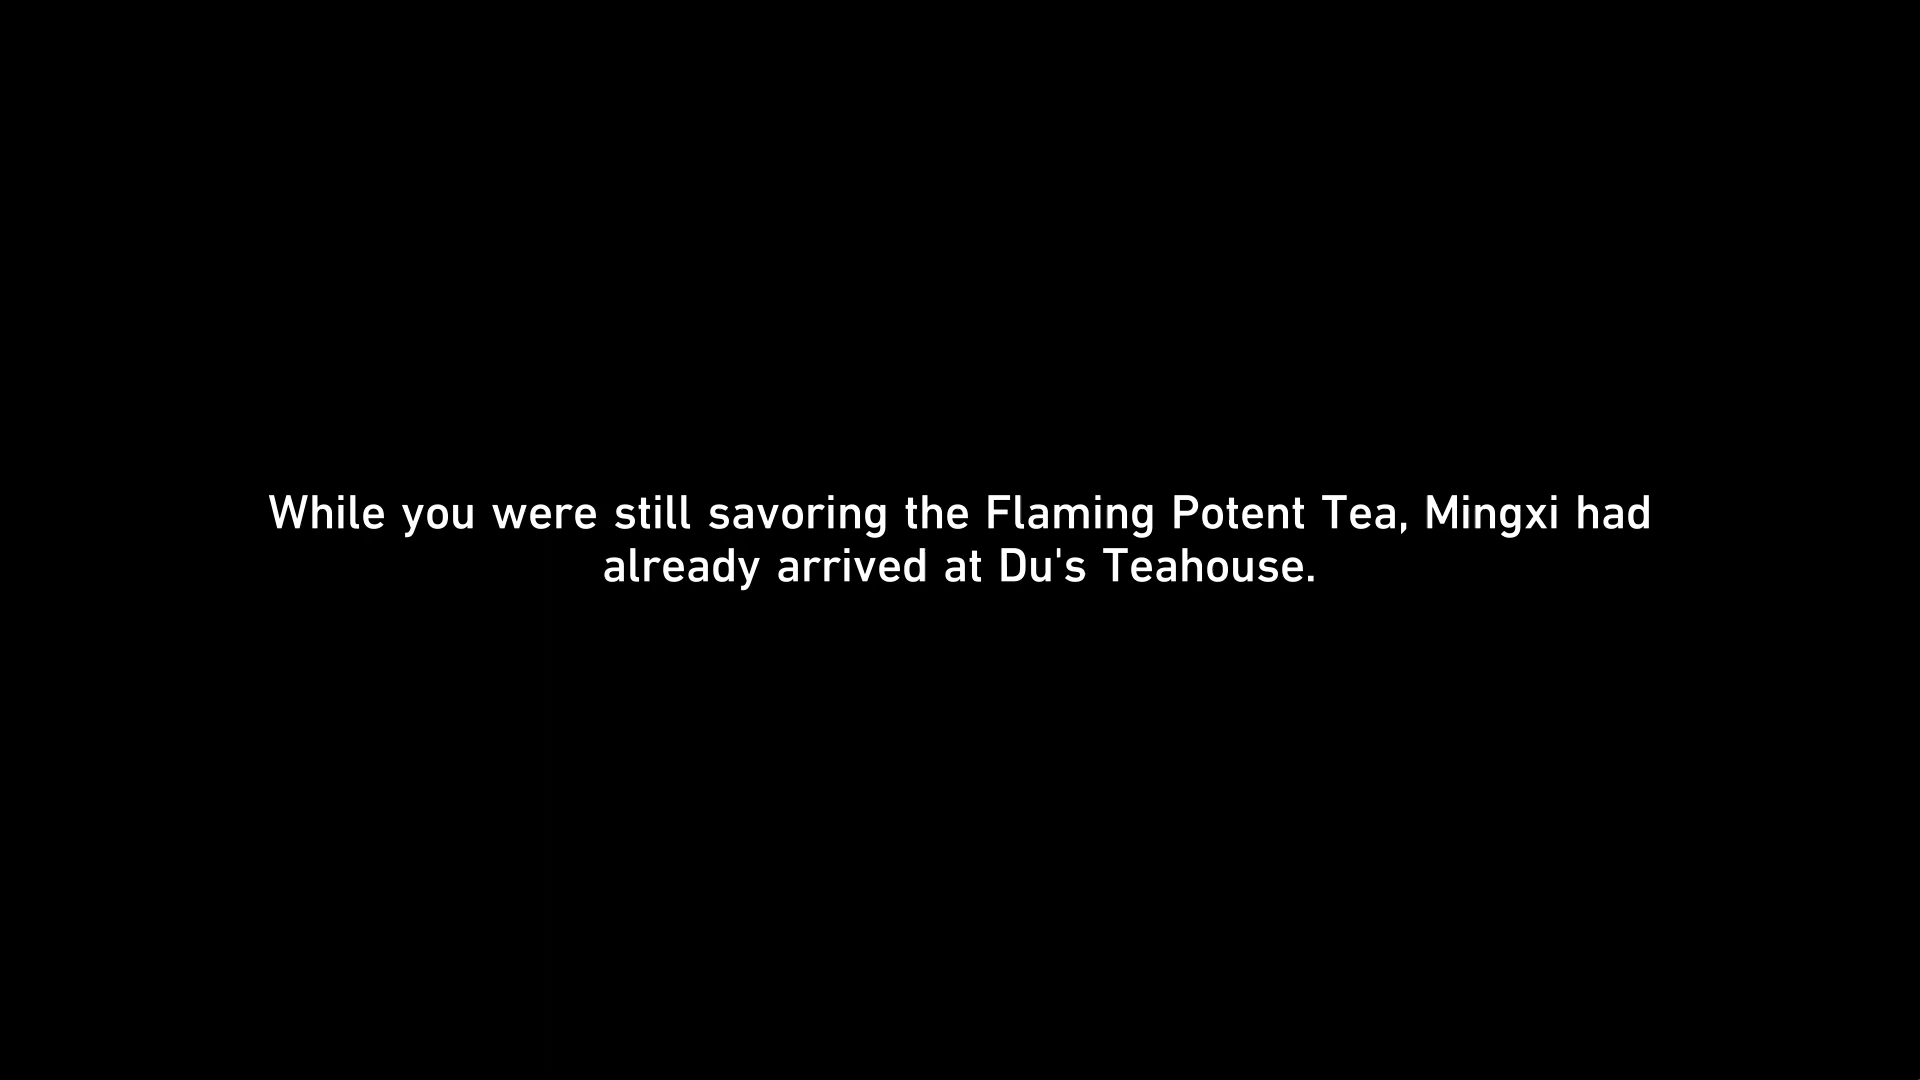 While you were still savoring the Flaming Potent Tea, Mingxi had
already arrived at Du's Teahouse.